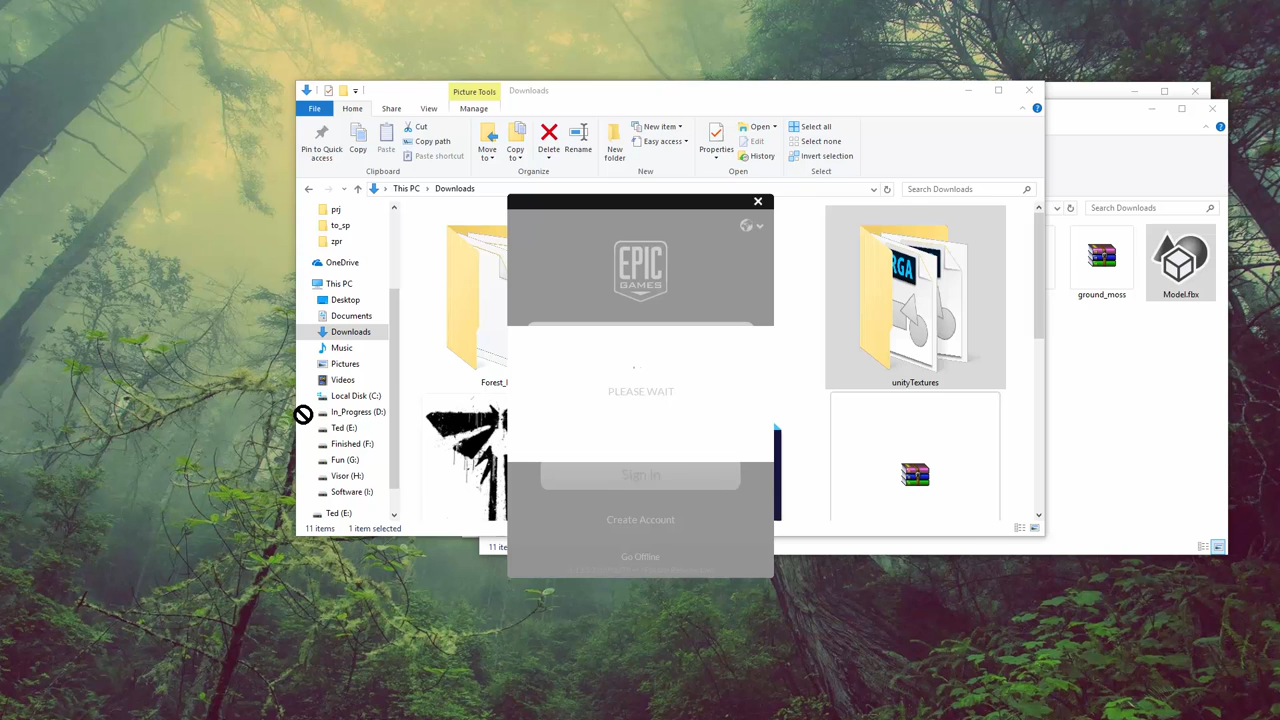 Picture Tools
Downloads
File
Home
Share
View
Manage
Pin to Quick
access
Copy
Paste
Cut
Copy path
Paste shortcut
Clipboard
Move
to
Copy
to
Delete
Rename
Organize
New
folder
New item
Easy access
New
Properties
Open
Edit
History
Open
Select all
Select none
Invert selection
Select
This PC
Downloads
Search Downloads
Search Downloads
prj
to_sp
zpr
OneDrive
This PC
Desktop
Documents
Downloads
Music
Pictures
Videos
Local Disk (C:)
In_Progress (D:)
Ted (E:)
Finished (F:)
Fun (G:)
Visor (H:)
Software (I:)
Ted (E:)
11 items
1 item selected
EPIC
GAMES
PLEASE WAIT
Sign In
Create Account
Go Offline
RGA
unityTextures
ground_moss
Model.fbx